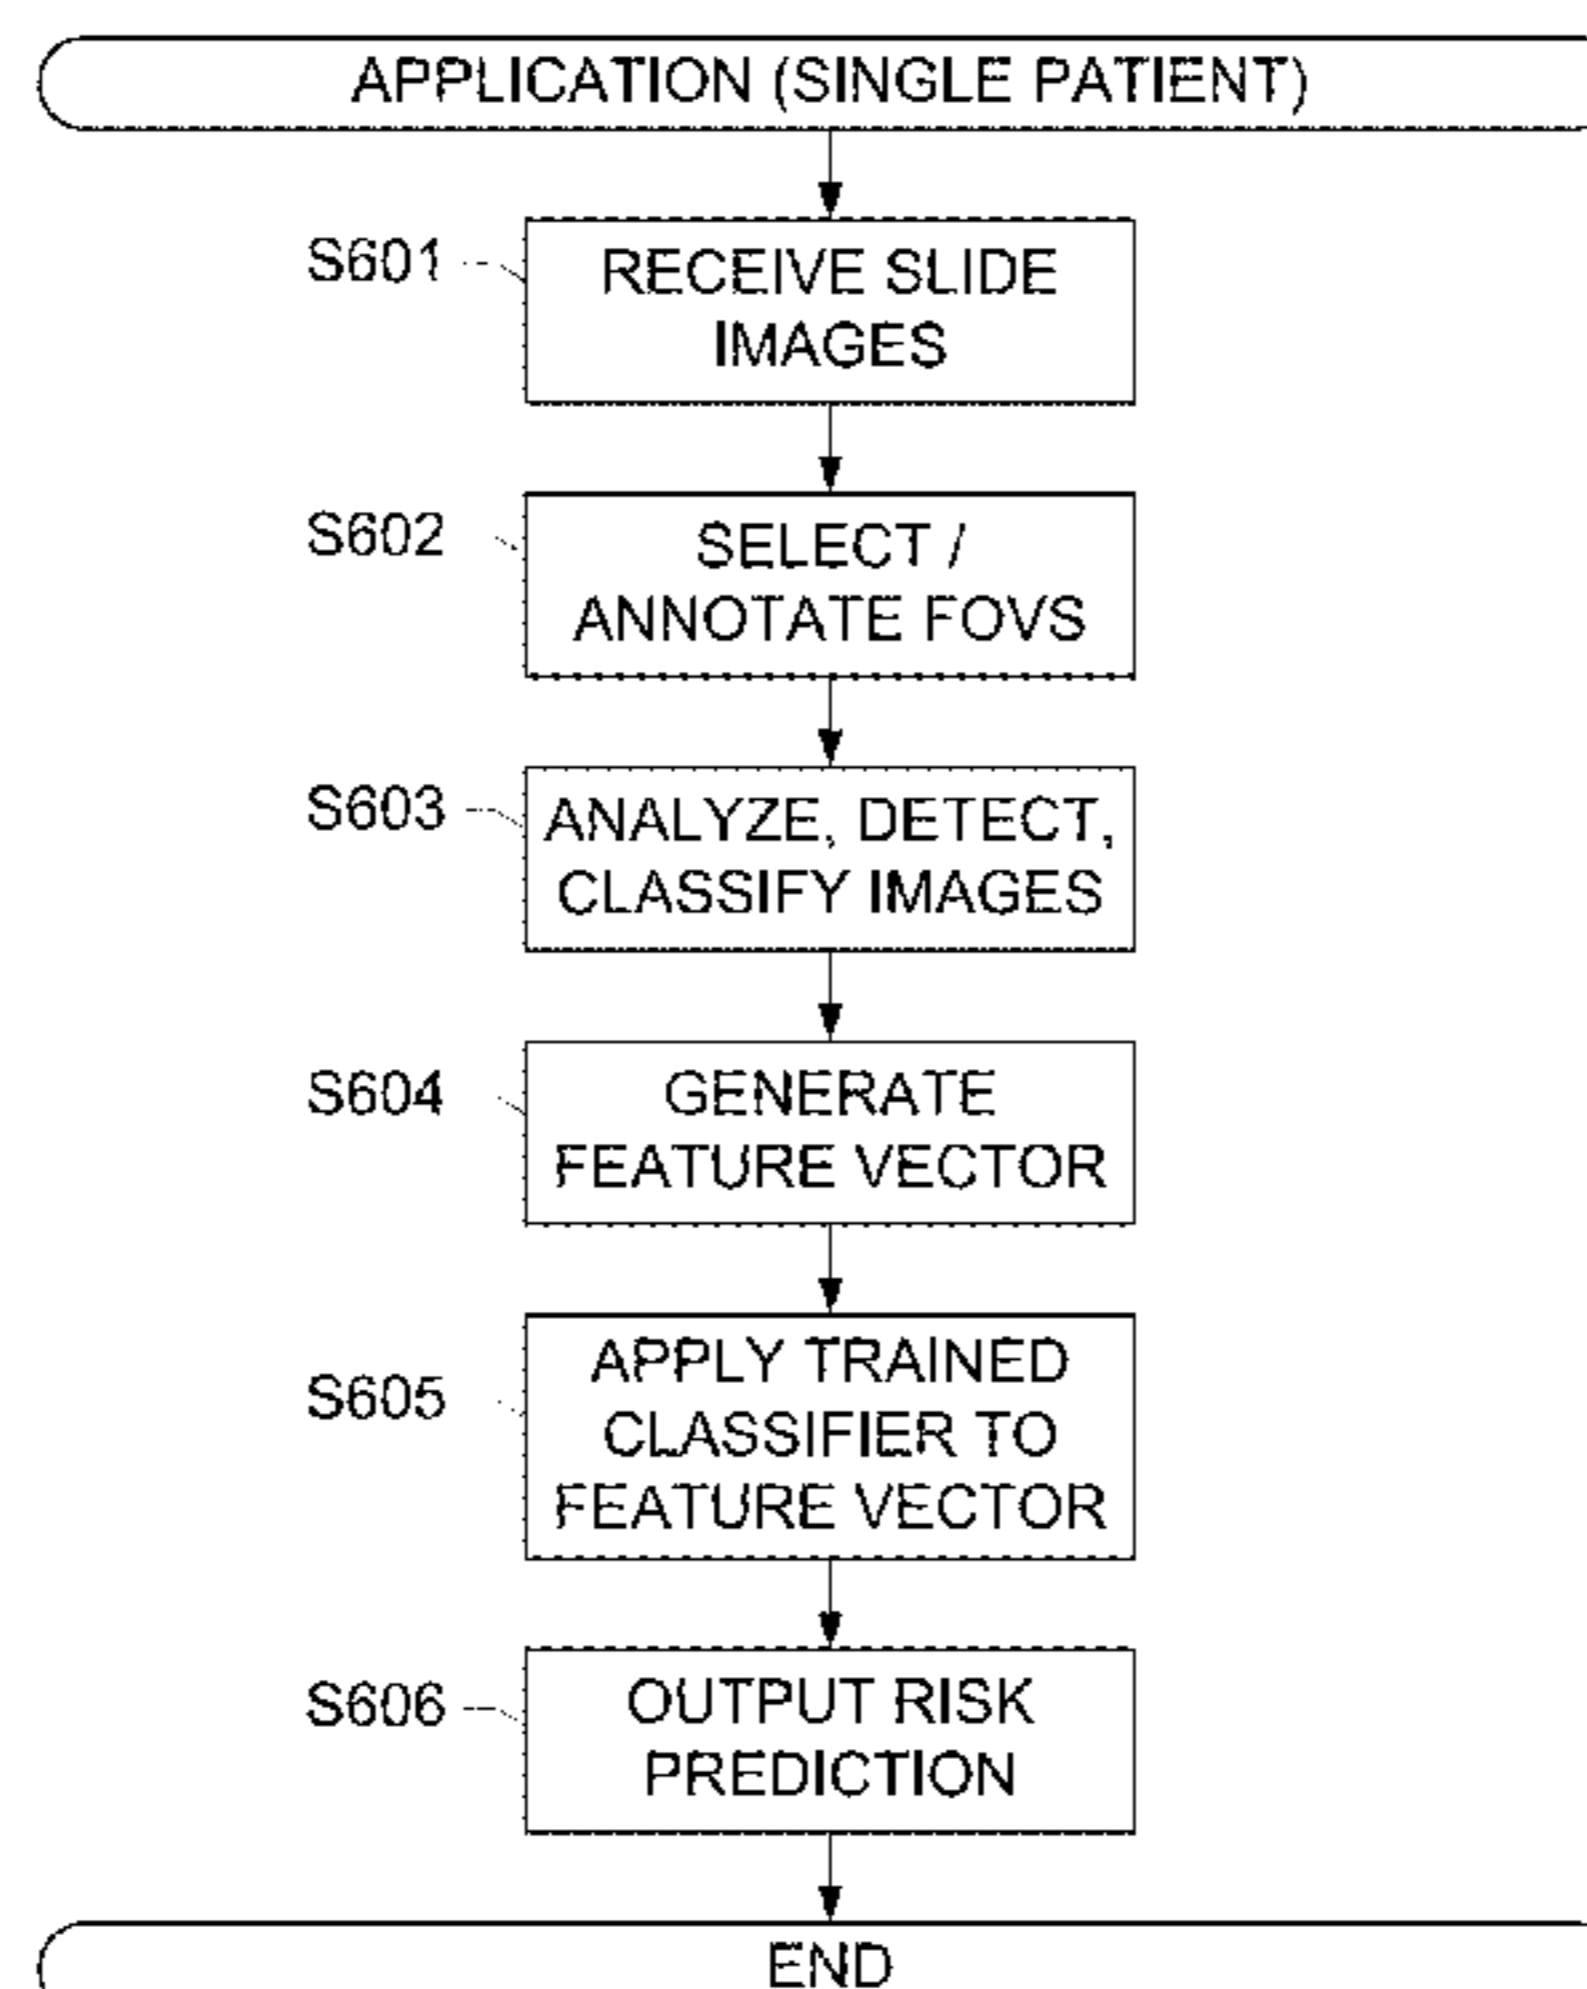 APPLICATION (SINGLE PATIENT)
S601
RECEIVE SLIDE
IMAGES
S602
SELECT /
ANNOTATE FOVS
S603
ANALYZE, DETECT,
CLASSIFY IMAGES
S604
GENERATE
FEATURE VECTOR
S605
APPLY TRAINED
CLASSIFIER TO
FEATURE VECTOR
S606
OUTPUT RISK
PREDICTION
END